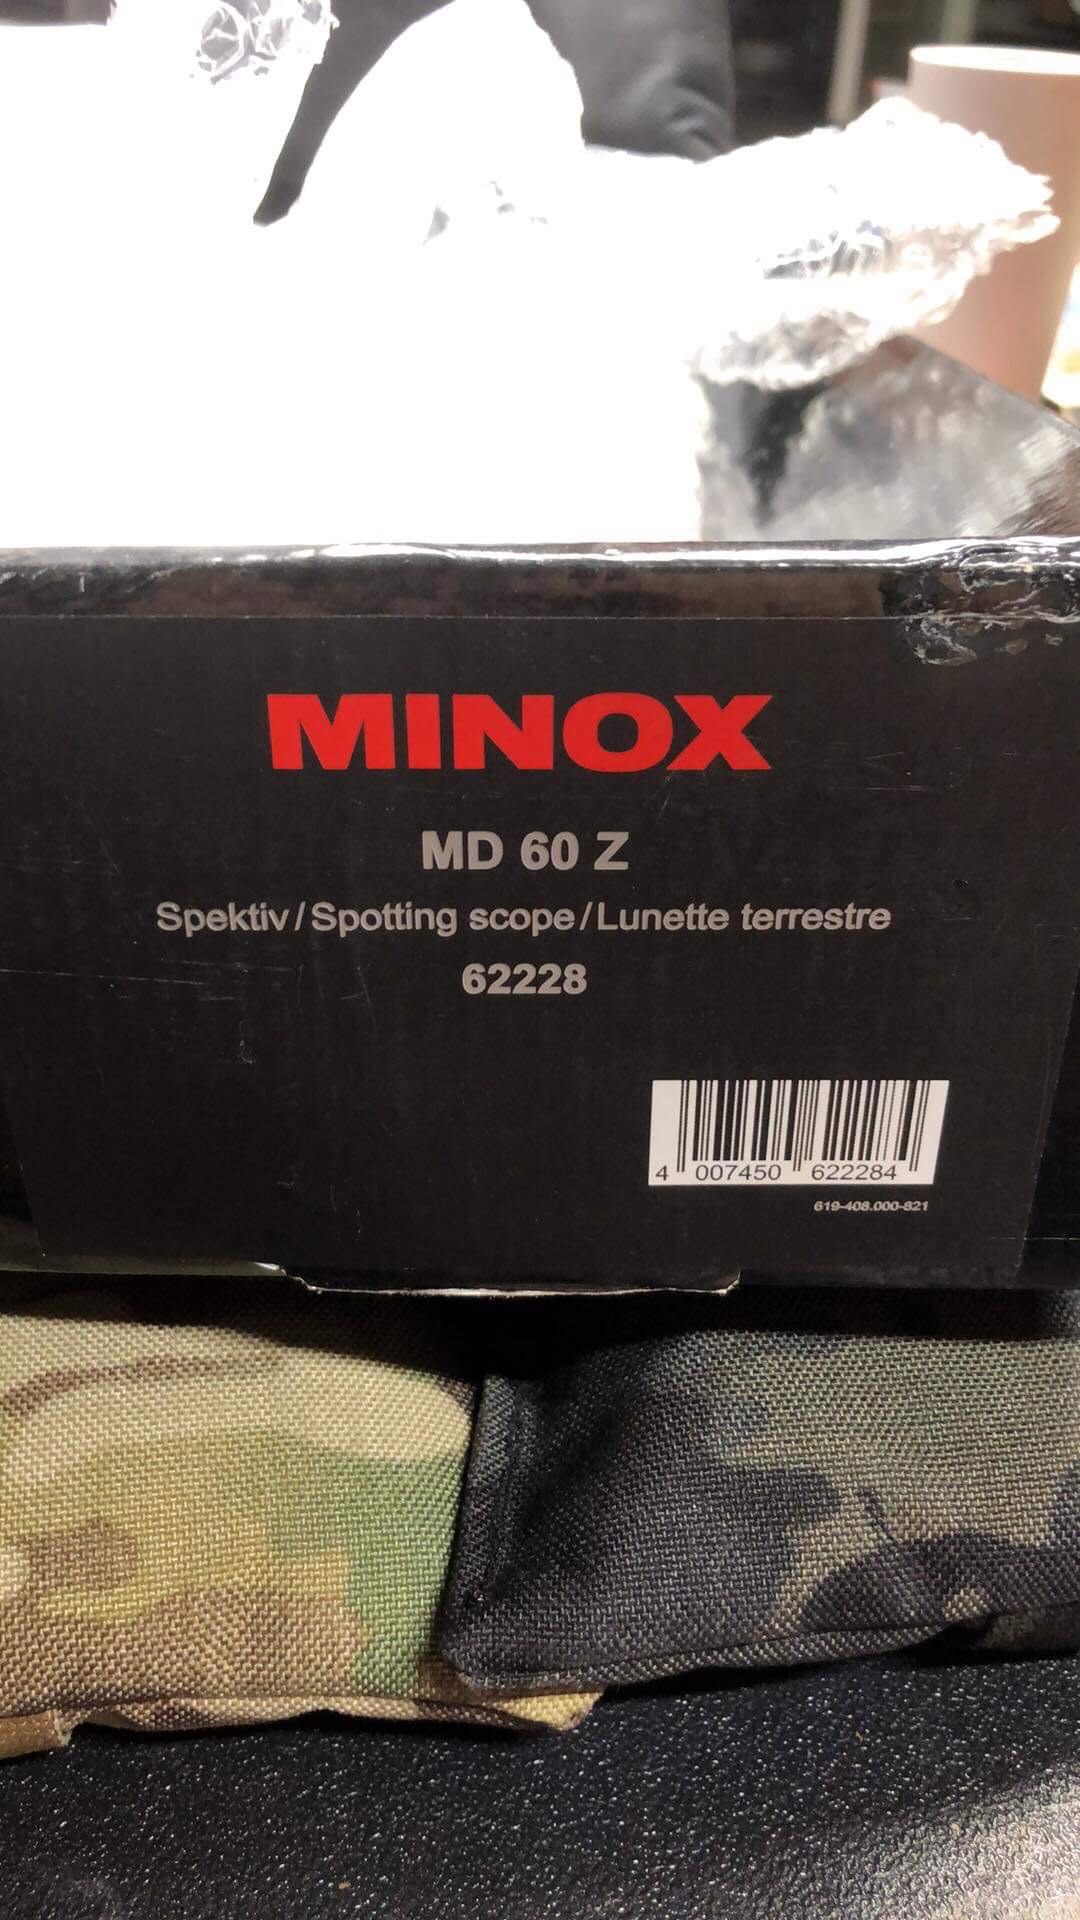 MINOX
MD 60 Z
Spektiv/Spotting scope/Lunette terrestre
62228
4 007450 622284
619-408.000-821